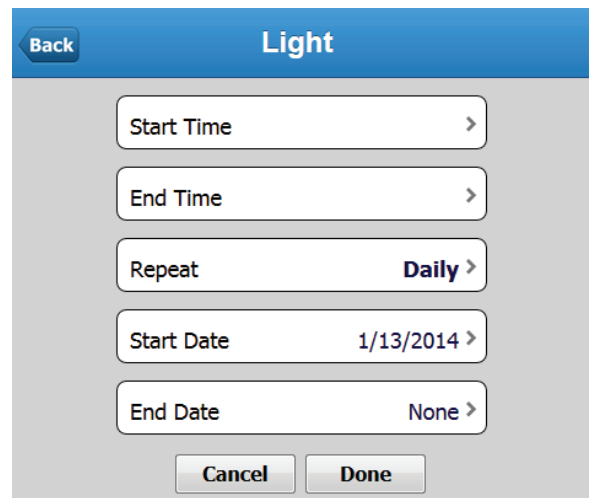 Back Light
Start Time
End Time
Repeat Daily
Start Date 1/13/2014
End Date None
Cancel Done